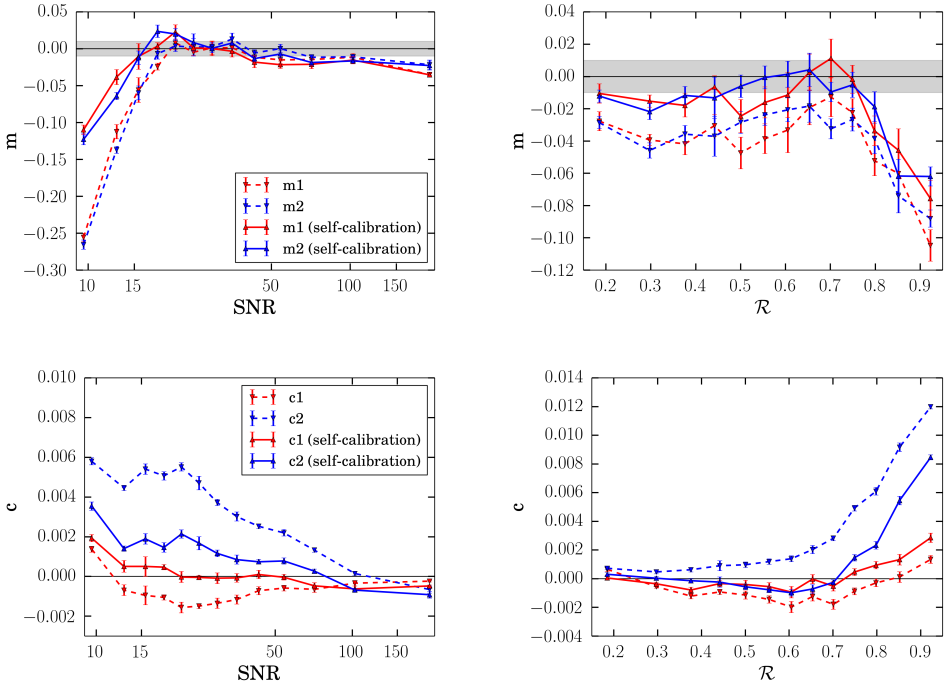 0.05
0.00
−0.05
−0.10
−0.15
−0.20
−0.25
−0.30
m
10 15 50 100 150
SNR
m1
m2
m1 (self-calibration)
m2 (self-calibration)
0.04
0.02
0.00
−0.02
−0.04
−0.06
−0.08
−0.10
−0.12
m
0.2 0.3 0.4 0.5 0.6 0.7 0.8 0.9
ℛ
0.010
0.008
0.006
0.004
0.002
0.000
−0.002
c
10 15 50 100 150
SNR
c1
c2
c1 (self-calibration)
c2 (self-calibration)
0.014
0.012
0.010
0.008
0.006
0.004
0.002
0.000
−0.002
−0.004
c
0.2 0.3 0.4 0.5 0.6 0.7 0.8 0.9
ℛ